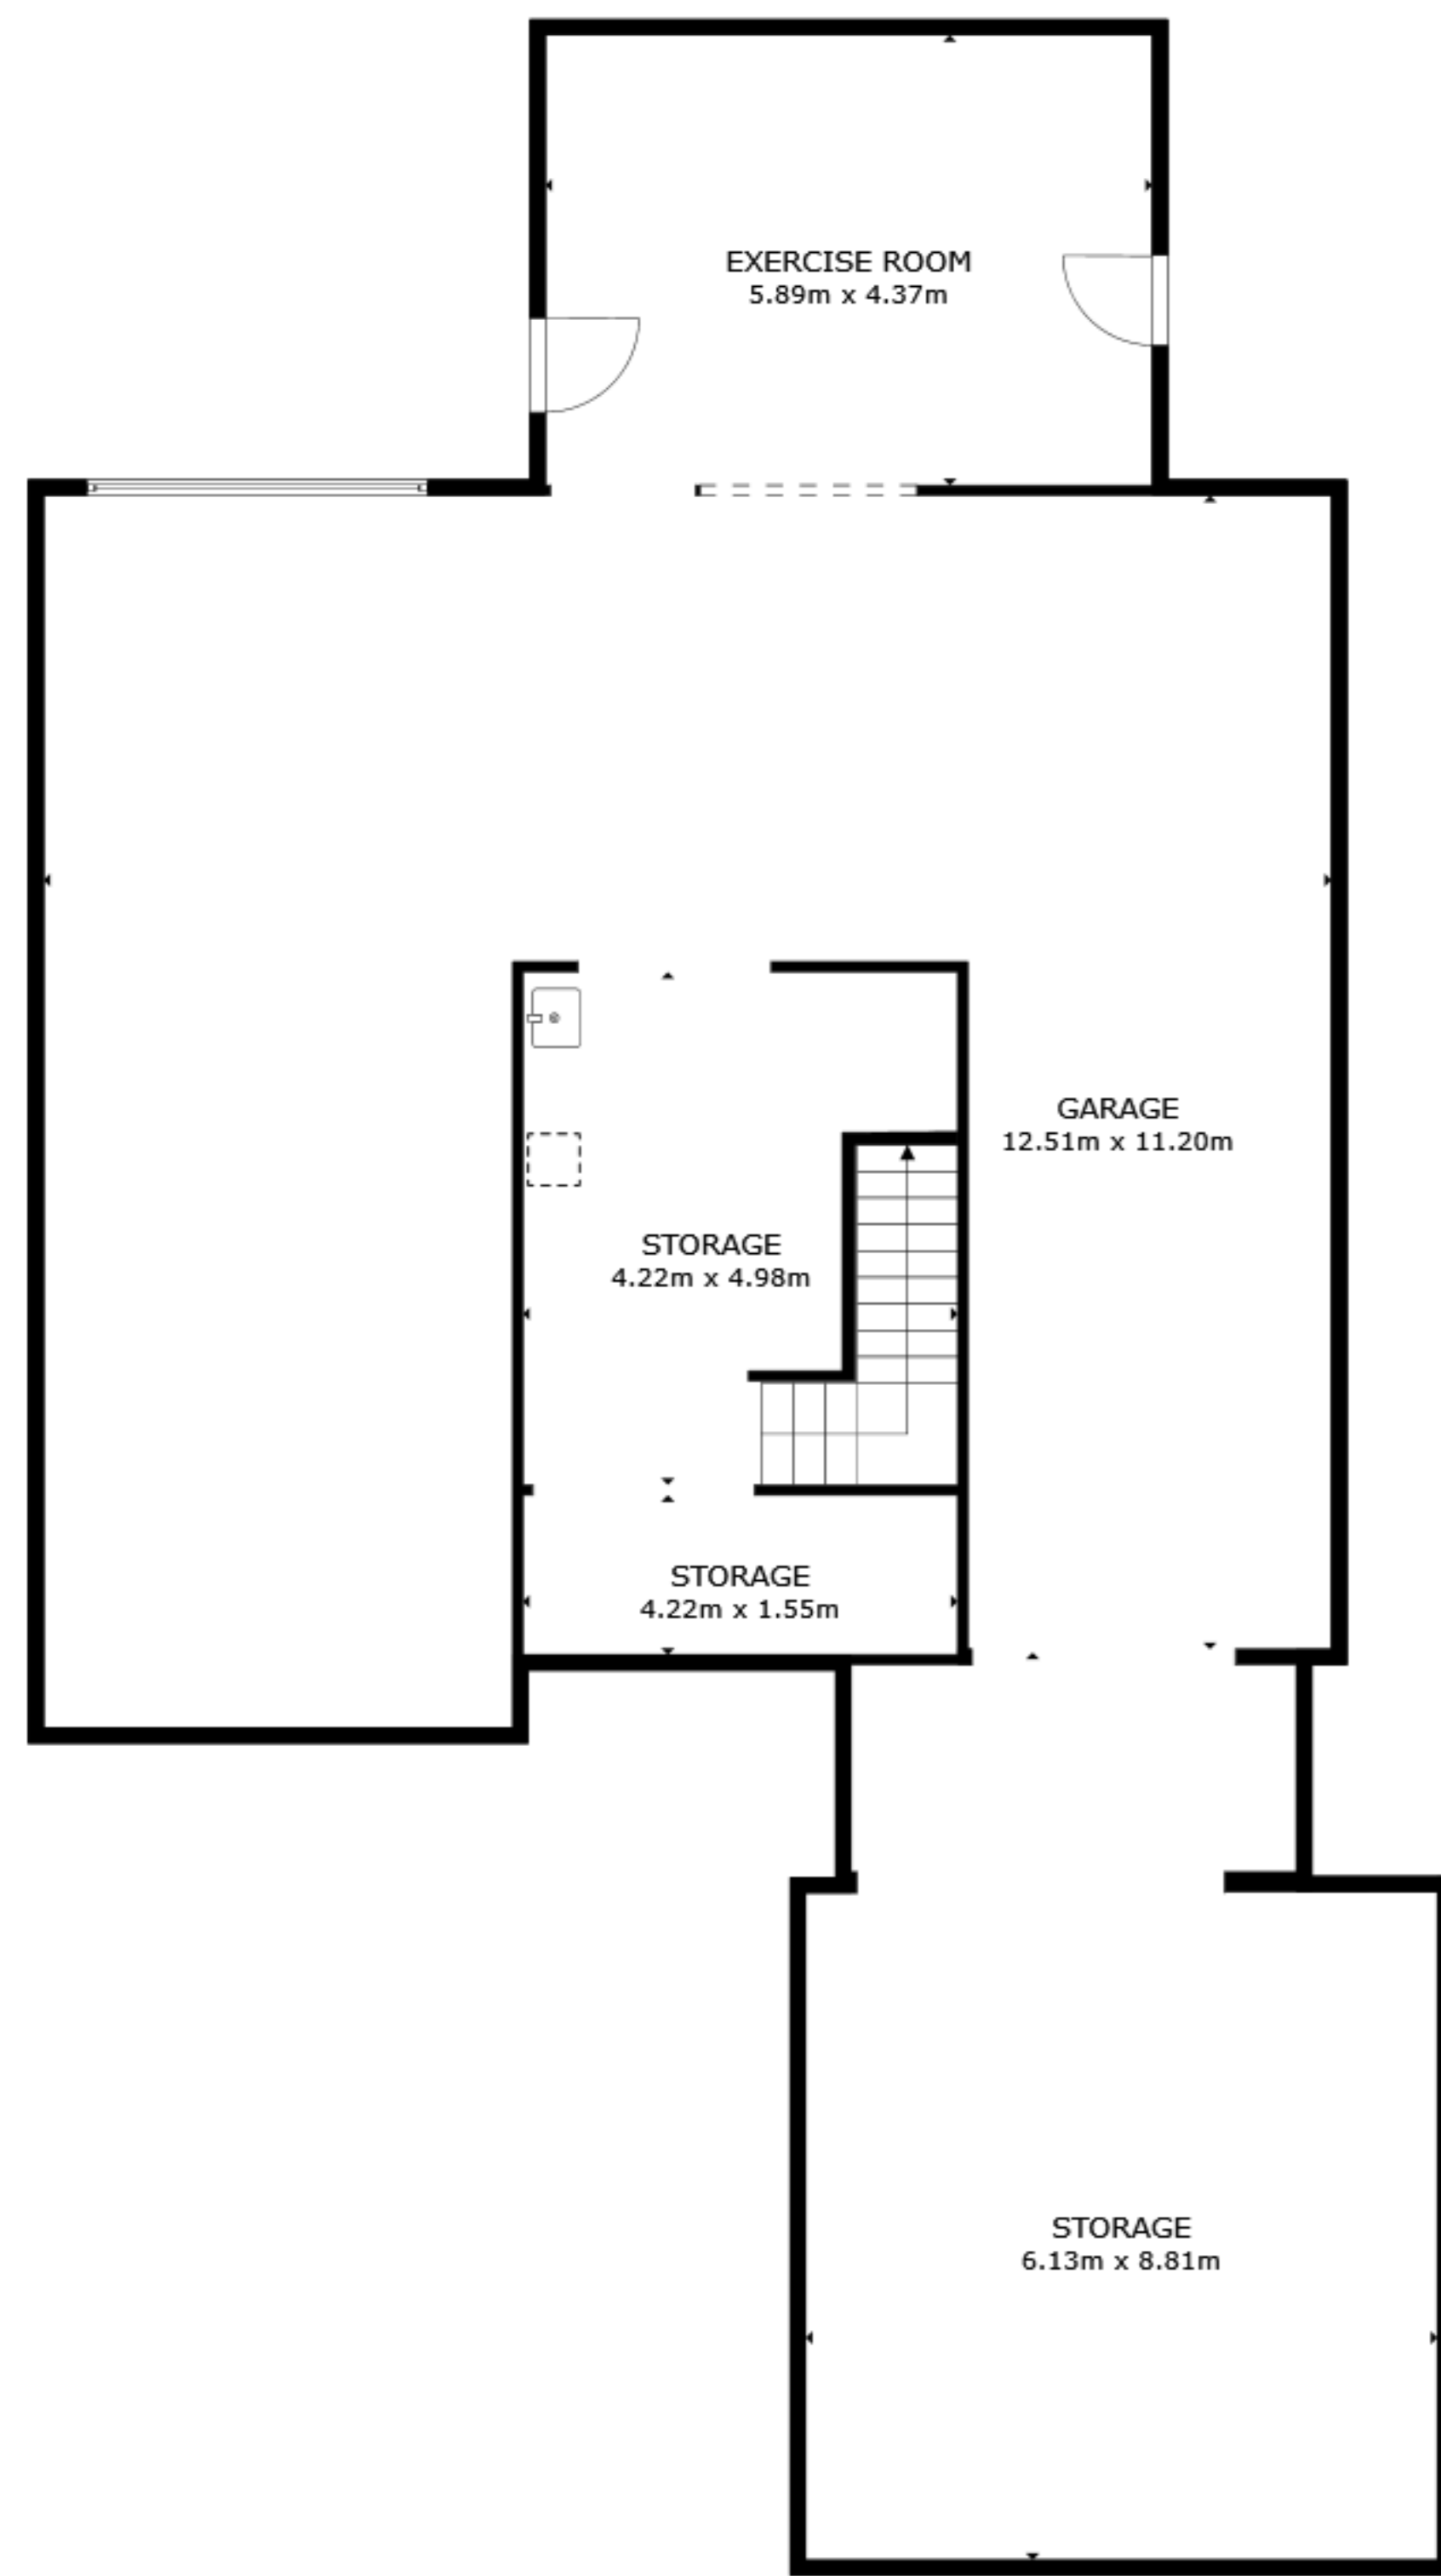 EXERCISE ROOM
5.89m x 4.37m
GARAGE
12.51m x 11.20m
STORAGE
4.22m x 4.98m
STORAGE
4.22m x 1.55m
STORAGE
6.13m x 8.81m